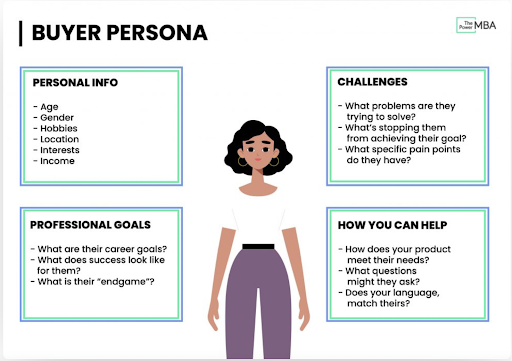 BUYER PERSONA
The Power MBA
PERSONAL INFO
- Age
- Gender
- Hobbies
- Location
- Interests
- Income
CHALLENGES
- What problems are they
trying to solve?
- What's stopping them
from achieving their goal?
- What specific pain points
do they have?
PROFESSIONAL GOALS
- What are their career goals?
- What does success look like
for them?
- What is their "endgame"?
HOW YOU CAN HELP
- How does your product
meet their needs?
- What questions
might they ask?
- Does your language,
match theirs?